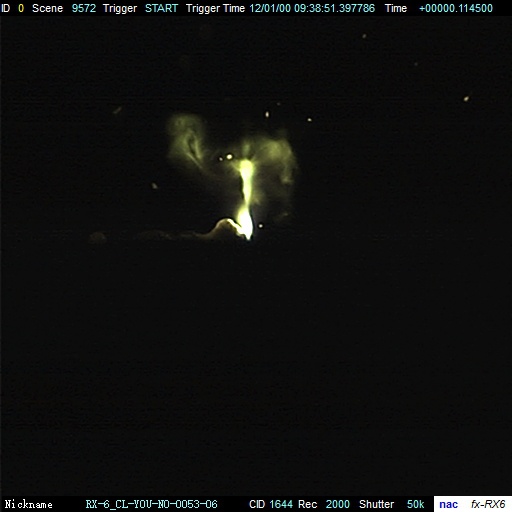 ID 0 Scene 9572 Trigger START Trigger Time 12/01/00 09:38:51.397786 Time +00000.114500
Nickname RX-6_CL-YOU-NO-0053-06 CID 1644 Rec 2000 Shutter 50k nac fx-RX6